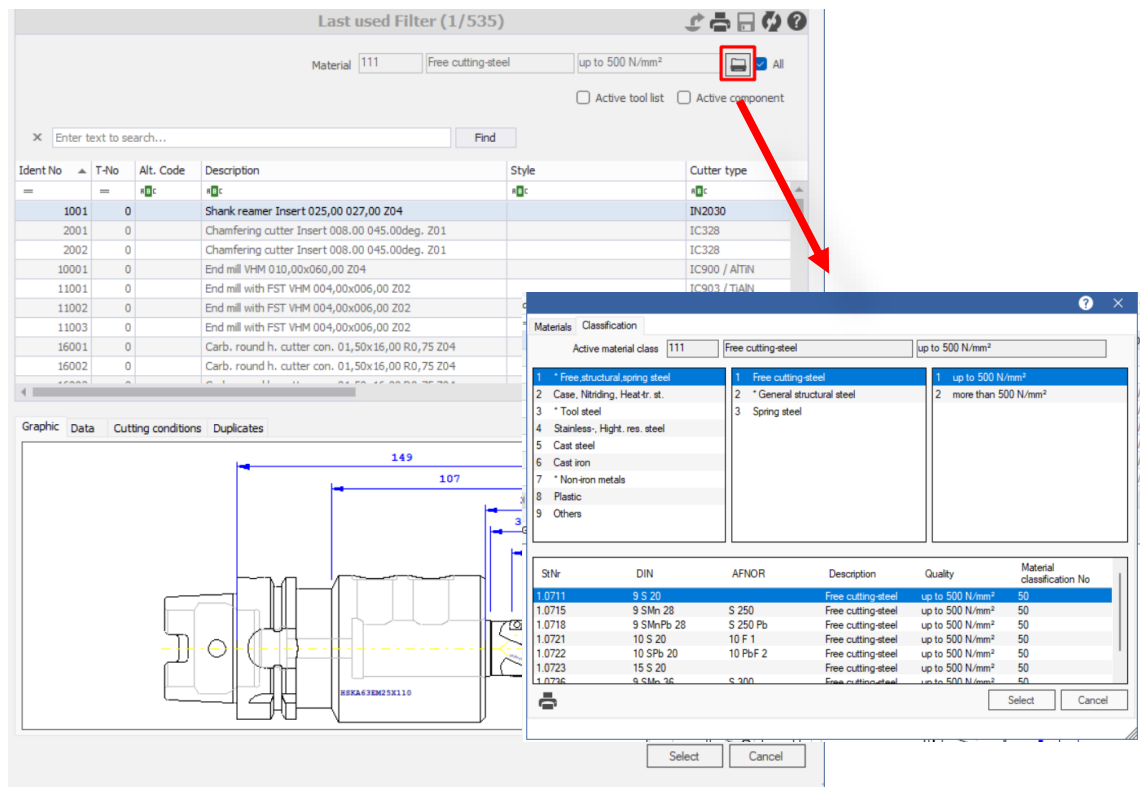 Last used Filter (1/535)
Material 111 Free cutting-steel up to 500 N/mm² All
Active tool list Active component
Enter text to search... Find
Ident No T-No Alt. Code Description Style Cutter type
1001 0 Shank reamer Insert 025,00 027,00 Z04 IN2030
2001 0 Chamfering cutter Insert 008.00 045.00deg. Z01 IC328
2002 0 Chamfering cutter Insert 008.00 045.00deg. Z01 IC328
10001 0 End mill VHM 010,00x060,00 Z04 IC900 / AlTiN
11001 0 End mill with FST VHM 004,00x006,00 Z02 IC903 / TiAlN
11002 0 End mill with FST VHM 004,00x006,00 Z02
11003 0 End mill with FST VHM 004,00x006,00 Z02
16001 0 Carb. round h. cutter con. 01,50x16,00 R0,75 Z04
16002 0 Carb. round h. cutter con. 01,50x16,00 R0,75 Z04
Graphic Data Cutting conditions Duplicates
149
107
3
HSKA63EM25X110
Select Cancel
Materials Classification
Active material class 111 Free cutting-steel up to 500 N/mm²
1 * Free,structural,spring steel
2 Case, Nitriding, Heat-tr. st.
3 * Tool steel
4 Stainless-, Hight. res. steel
5 Cast steel
6 Cast iron
7 * Non-iron metals
8 Plastic
9 Others
1 Free cutting-steel
2 * General structural steel
3 Spring steel
1 up to 500 N/mm²
2 more than 500 N/mm²
StNr DIN AFNOR Description Quality Material classification No
1.0711 9 S 20 Free cutting-steel up to 500 N/mm² 50
1.0715 9 SMn 28 S 250 Free cutting-steel up to 500 N/mm² 50
1.0718 9 SMnPb 28 S 250 Pb Free cutting-steel up to 500 N/mm² 50
1.0721 10 S 20 10 F 1 Free cutting-steel up to 500 N/mm² 50
1.0722 10 SPb 20 10 PbF 2 Free cutting-steel up to 500 N/mm² 50
1.0723 15 S 20 Free cutting-steel up to 500 N/mm² 50
1.0736 9 SMn 36 S 300 Free cutting-steel up to 500 N/mm² 50
Select Cancel